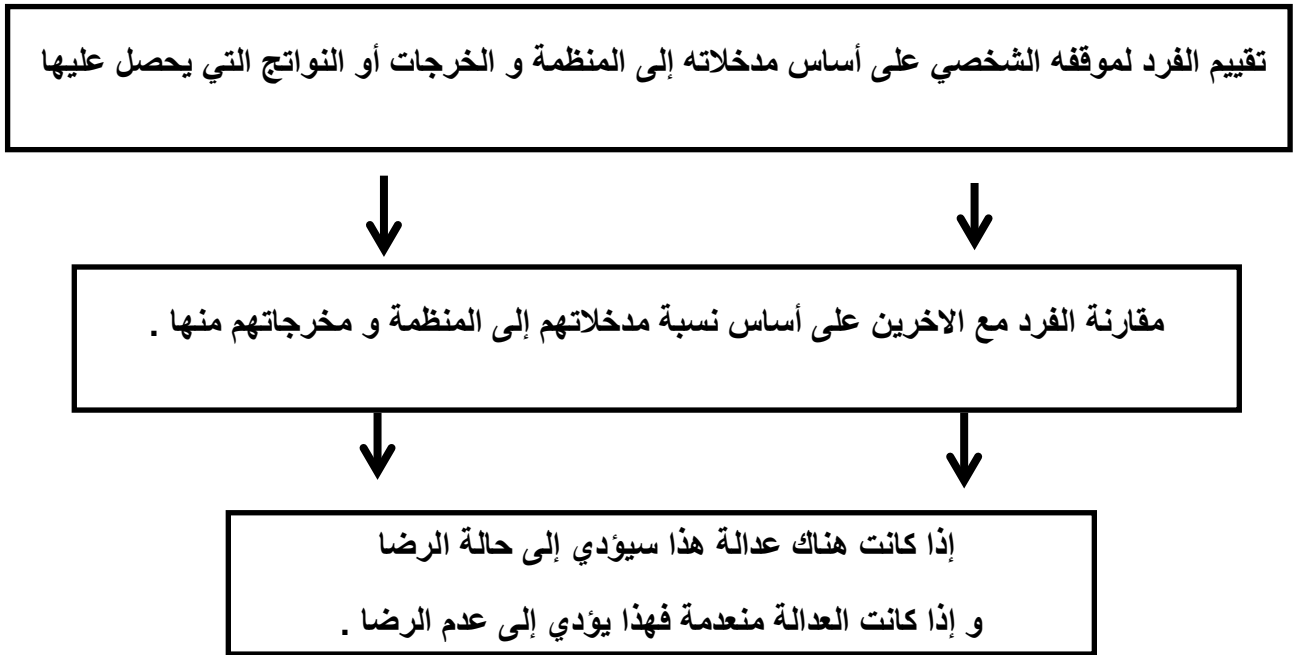 تقييم الفرد لموقفه الشخصي على أساس مدخلاته إلى المنظمة و الخرجات أو النواتج التي يحصل عليها
مقارنة الفرد مع الاخرين على أساس نسبة مدخلاتهم إلى المنظمة و مخرجاتهم منها .
إذا كانت هناك عدالة هذا سيؤدي إلى حالة الرضا
و إذا كانت العدالة منعدمة فهذا يؤدي إلى عدم الرضا .